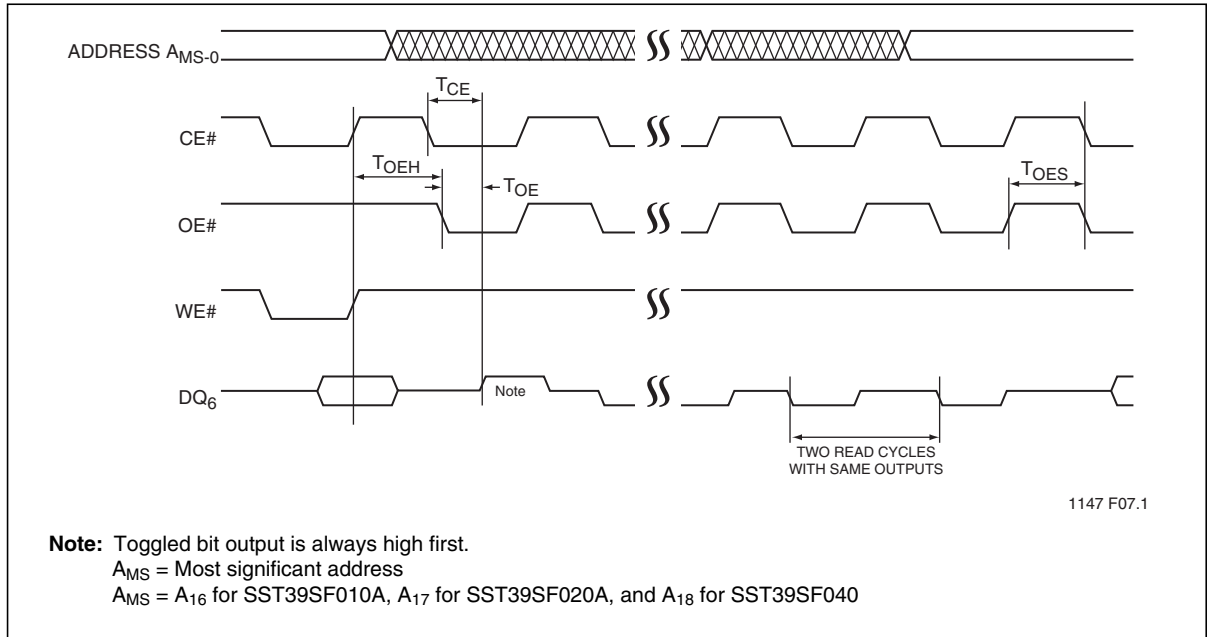 ADDRESS AMS-0
TCE
CE#
TOEH
TOE
TOES
OE#
WE#
DQ6
Note
TWO READ CYCLES
WITH SAME OUTPUTS
1147 F07.1
Note: Toggled bit output is always high first.
AMS = Most significant address
AMS = A16 for SST39SF010A, A17 for SST39SF020A, and A18 for SST39SF040